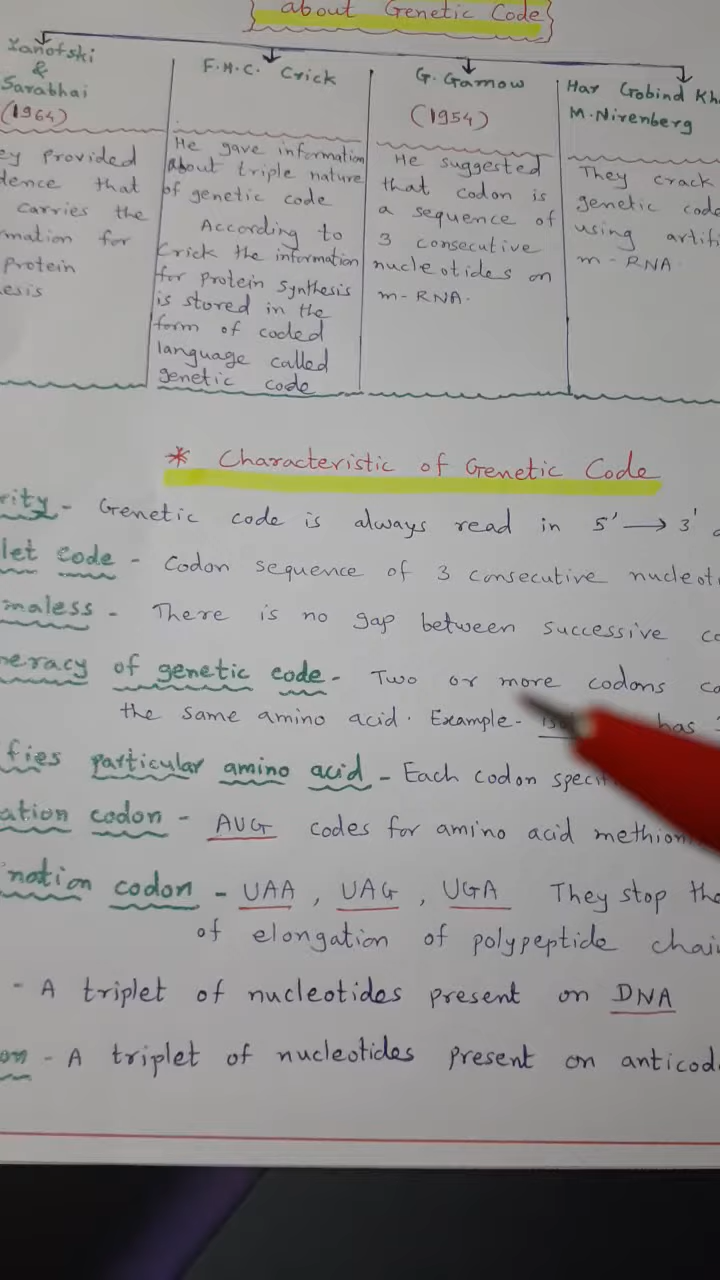 about Genetic Code
Yanofski
&
Sarabhai
(1964)
ey provided
dence that
carries the
mation for
Protein
esis
F.H.C. Crick
He gave information
about triple nature
of genetic code
According to
Crick the information
for protein synthesis
is stored in the
form of coded
language called
genetic code
G. Gamow
(1954)
He suggested
that codon is
a sequence of
3 consecutive
nucleotides on
m-RNA.
Har Gobind Kh
M. Nirenberg
They crack
genetic code
using artifi
m-RNA.
* Characteristic of Genetic Code
rity - Genetic code is always read in 5' → 3'
let code - Codon sequence of 3 consecutive nucleot
maless - There is no gap between successive co
neracy of genetic code - Two or more codons ca
the same amino acid. Example - has
fies particular amino acid - Each codon speci
ation codon - AUG codes for amino acid methion
nation codon - UAA, UAG, UGA They stop the
of elongation of polypeptide chain
- A triplet of nucleotides present on DNA
on - A triplet of nucleotides present on anticod